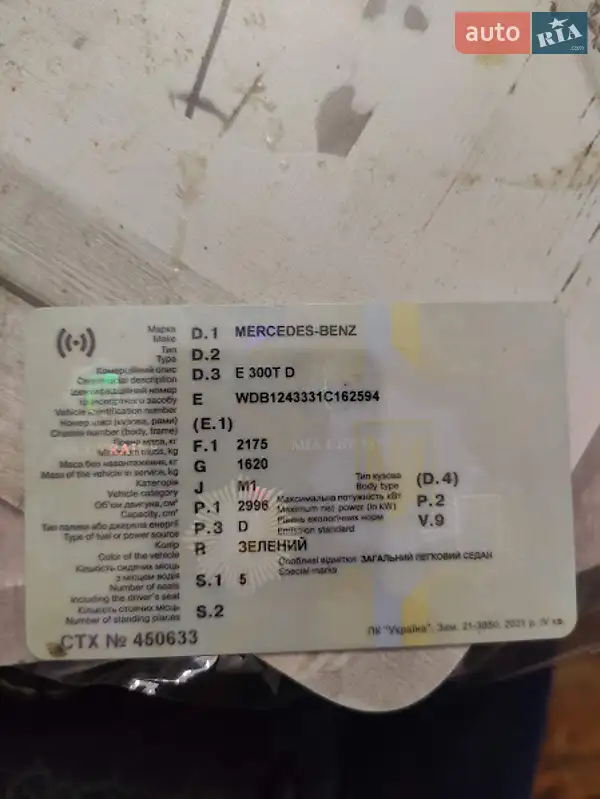 auto RIA .com
Марка D.1 MERCEDES-BENZ
Make
Тип D.2
Type
Комерційний опис D.3 E 300T D
Commercial description
Ідентифікаційний номер E WDB1243331C162594
транспортного засобу
Vehicle identification number
Номер шасі (кузова, рами) (E.1)
Chassis number (body, frame)
Повна маса, кг F.1 2175
Maximum mass, kg
Маса без навантаження, кг G 1620
Mass of the vehicle in service, kg
Категорія J M1 Тип кузова (D.4)
Vehicle category Body type
Об'єм двигуна, см³ P.1 2996 Максимальна потужність кВт P.2
Capacity, cm³ Maximum net power (in kW)
Тип палива або джерела енергії P.3 D Рівень екологічних норм V.9
Type of fuel or power source Emission standard
Колір R ЗЕЛЕНИЙ
Color of the vehicle Особливі відмітки ЗАГАЛЬНИЙ ЛЕГКОВИЙ СЕДАН
Кількість сидячих місць Special marks
з місцем водія S.1 5
Number of seats
including the driver's seat
Кількість стоячих місць S.2
Number of standing places
СТХ № 450633
ПК "Україна", Зам. 21-3050, 2021 р. IV кв.